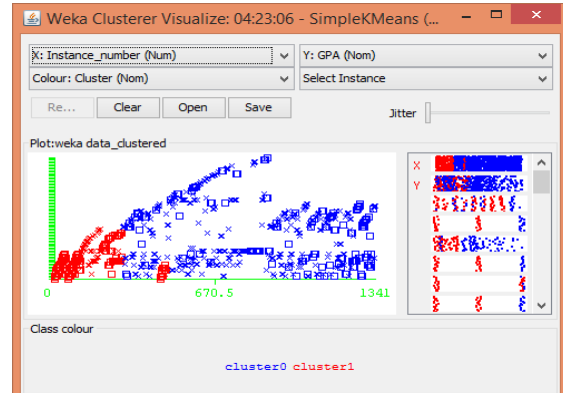 Weka Clusterer Visualize: 04:23:06 - SimpleKMeans (...
X: Instance_number (Num) Y: GPA (Nom)
Colour: Cluster (Nom) Select Instance
Re... Clear Open Save Jitter
Plot:weka data_clustered
X
Y
0 670.5 1341
Class colour
cluster0 cluster1